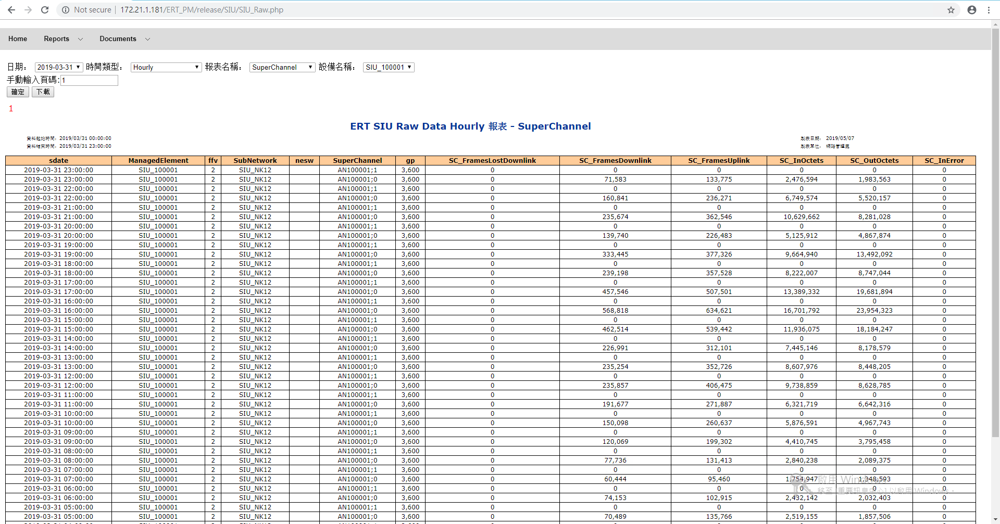 Not secure | 172.21.1.181/ERT_PM/release/SIU/SIU_Raw.php
Home Reports Documents
日期： 2019-03-31 時間類型： Hourly 報表名稱： SuperChannel 設備名稱： SIU_100001
手動輸入頁碼:1
確定 下載
1
ERT SIU Raw Data Hourly 報表 - SuperChannel
資料起始時間： 2019/03/31 00:00:00 製表日期： 2019/05/07
資料結束時間： 2019/03/31 23:00:00 製表單位： 網路管理處
sdate ManagedElement ffv SubNetwork nesw SuperChannel gp SC_FramesLostDownlink SC_FramesDownlink SC_FramesUplink SC_InOctets SC_OutOctets SC_InError
2019-03-31 23:00:00 SIU_100001 2 SIU_NK12 AN100001;1 3,600 0 0 0 0 0 0
2019-03-31 23:00:00 SIU_100001 2 SIU_NK12 AN100001;0 3,600 0 71,583 133,775 2,476,594 1,983,563 0
2019-03-31 22:00:00 SIU_100001 2 SIU_NK12 AN100001;1 3,600 0 0 0 0 0 0
2019-03-31 22:00:00 SIU_100001 2 SIU_NK12 AN100001;0 3,600 0 160,841 236,271 6,749,574 5,520,157 0
2019-03-31 21:00:00 SIU_100001 2 SIU_NK12 AN100001;1 3,600 0 0 0 0 0 0
2019-03-31 21:00:00 SIU_100001 2 SIU_NK12 AN100001;0 3,600 0 235,674 362,546 10,629,662 8,281,028 0
2019-03-31 20:00:00 SIU_100001 2 SIU_NK12 AN100001;1 3,600 0 0 0 0 0 0
2019-03-31 20:00:00 SIU_100001 2 SIU_NK12 AN100001;0 3,600 0 139,740 226,483 5,125,912 4,867,874 0
2019-03-31 19:00:00 SIU_100001 2 SIU_NK12 AN100001;1 3,600 0 0 0 0 0 0
2019-03-31 19:00:00 SIU_100001 2 SIU_NK12 AN100001;0 3,600 0 333,445 377,326 9,664,940 13,492,092 0
2019-03-31 18:00:00 SIU_100001 2 SIU_NK12 AN100001;1 3,600 0 0 0 0 0 0
2019-03-31 18:00:00 SIU_100001 2 SIU_NK12 AN100001;0 3,600 0 239,198 357,528 8,222,007 8,747,044 0
2019-03-31 17:00:00 SIU_100001 2 SIU_NK12 AN100001;1 3,600 0 0 0 0 0 0
2019-03-31 17:00:00 SIU_100001 2 SIU_NK12 AN100001;0 3,600 0 457,546 507,501 13,389,332 19,681,894 0
2019-03-31 16:00:00 SIU_100001 2 SIU_NK12 AN100001;1 3,600 0 0 0 0 0 0
2019-03-31 16:00:00 SIU_100001 2 SIU_NK12 AN100001;0 3,600 0 568,818 634,621 16,701,792 23,954,323 0
2019-03-31 15:00:00 SIU_100001 2 SIU_NK12 AN100001;1 3,600 0 0 0 0 0 0
2019-03-31 15:00:00 SIU_100001 2 SIU_NK12 AN100001;0 3,600 0 462,514 539,442 11,936,075 18,184,247 0
2019-03-31 14:00:00 SIU_100001 2 SIU_NK12 AN100001;1 3,600 0 0 0 0 0 0
2019-03-31 14:00:00 SIU_100001 2 SIU_NK12 AN100001;0 3,600 0 226,991 312,101 7,445,146 8,178,579 0
2019-03-31 13:00:00 SIU_100001 2 SIU_NK12 AN100001;1 3,600 0 0 0 0 0 0
2019-03-31 13:00:00 SIU_100001 2 SIU_NK12 AN100001;0 3,600 0 235,254 352,726 8,607,976 8,448,205 0
2019-03-31 12:00:00 SIU_100001 2 SIU_NK12 AN100001;1 3,600 0 0 0 0 0 0
2019-03-31 12:00:00 SIU_100001 2 SIU_NK12 AN100001;0 3,600 0 235,857 406,475 9,738,859 8,628,785 0
2019-03-31 11:00:00 SIU_100001 2 SIU_NK12 AN100001;1 3,600 0 0 0 0 0 0
2019-03-31 11:00:00 SIU_100001 2 SIU_NK12 AN100001;0 3,600 0 191,677 271,887 6,321,719 6,642,316 0
2019-03-31 10:00:00 SIU_100001 2 SIU_NK12 AN100001;1 3,600 0 0 0 0 0 0
2019-03-31 10:00:00 SIU_100001 2 SIU_NK12 AN100001;0 3,600 0 150,098 260,637 5,876,591 4,967,743 0
2019-03-31 09:00:00 SIU_100001 2 SIU_NK12 AN100001;1 3,600 0 0 0 0 0 0
2019-03-31 09:00:00 SIU_100001 2 SIU_NK12 AN100001;0 3,600 0 120,069 199,302 4,410,745 3,795,458 0
2019-03-31 08:00:00 SIU_100001 2 SIU_NK12 AN100001;1 3,600 0 0 0 0 0 0
2019-03-31 08:00:00 SIU_100001 2 SIU_NK12 AN100001;0 3,600 0 77,736 131,413 2,840,238 2,089,375 0
2019-03-31 07:00:00 SIU_100001 2 SIU_NK12 AN100001;1 3,600 0 0 0 0 0 0
2019-03-31 07:00:00 SIU_100001 2 SIU_NK12 AN100001;0 3,600 0 60,444 95,460 1,754,947 1,348,593 0
啟用 Windows
2019-03-31 06:00:00 SIU_100001 2 SIU_NK12 AN100001;1 3,600 0 0 0 0 0 0
移至 [重要訊息中心] 以啟用 Windows。
2019-03-31 06:00:00 SIU_100001 2 SIU_NK12 AN100001;0 3,600 0 74,153 102,915 2,432,142 2,032,403 0
2019-03-31 05:00:00 SIU_100001 2 SIU_NK12 AN100001;1 3,600 0 0 0 0 0 0
2019-03-31 05:00:00 SIU_100001 2 SIU_NK12 AN100001;0 3,600 0 70,489 135,766 2,519,155 1,857,506 0